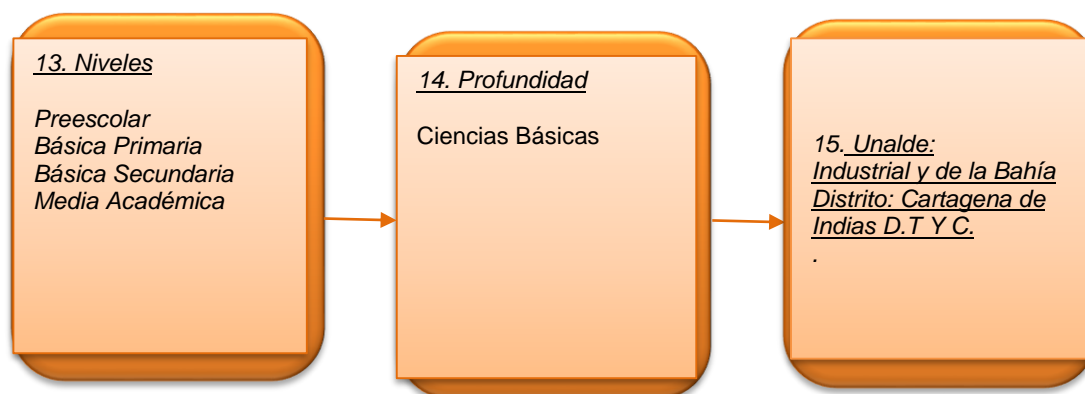 13. Niveles
Preescolar
Básica Primaria
Básica Secundaria
Media Académica
14. Profundidad
Ciencias Básicas
15. Unalde:
Industrial y de la Bahía
Distrito: Cartagena de
Indias D.T Y C.
.